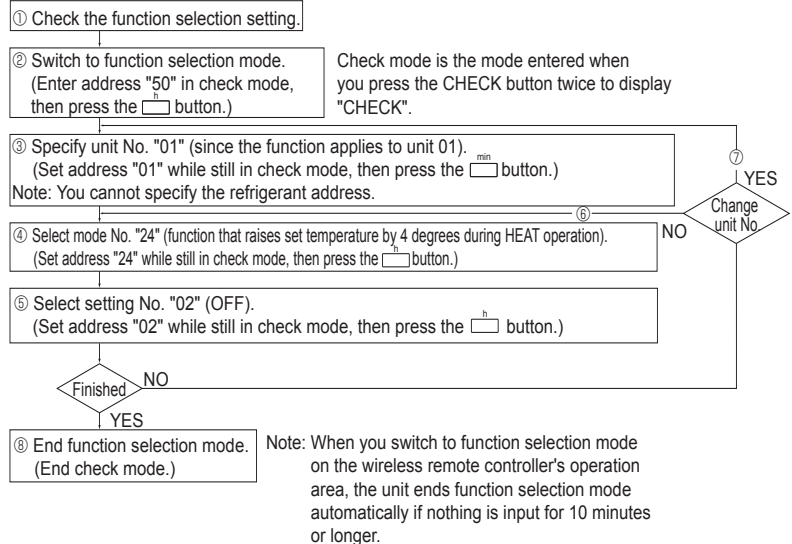 ① Check the function selection setting.
② Switch to function selection mode.
(Enter address "50" in check mode,
then press the h button.)
Check mode is the mode entered when
you press the CHECK button twice to display
"CHECK".
③ Specify unit No. "01" (since the function applies to unit 01).
(Set address "01" while still in check mode, then press the min button.)
Note: You cannot specify the refrigerant address.
⑦
YES
Change
unit No.
⑥
NO
④ Select mode No. "24" (function that raises set temperature by 4 degrees during HEAT operation).
(Set address "24" while still in check mode, then press the h button.)
⑤ Select setting No. "02" (OFF).
(Set address "02" while still in check mode, then press the h button.)
Finished
NO
YES
⑧ End function selection mode.
(End check mode.)
Note: When you switch to function selection mode
on the wireless remote controller's operation
area, the unit ends function selection mode
automatically if nothing is input for 10 minutes
or longer.